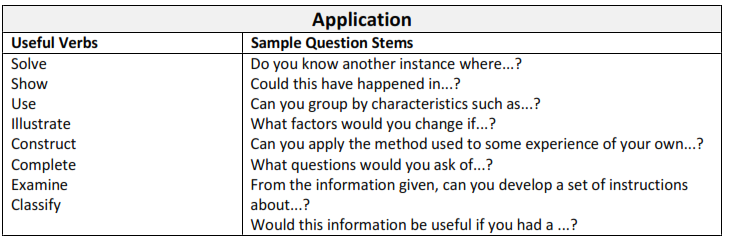 Application
Useful Verbs
Sample Question Stems
Solve
Show
Use
Illustrate
Construct
Complete
Examine
Classify
Do you know another instance where...?
Could this have happened in...?
Can you group by characteristics such as...?
What factors would you change if...?
Can you apply the method used to some experience of your own...?
What questions would you ask of...?
From the information given, can you develop a set of instructions
about...?
Would this information be useful if you had a ...?